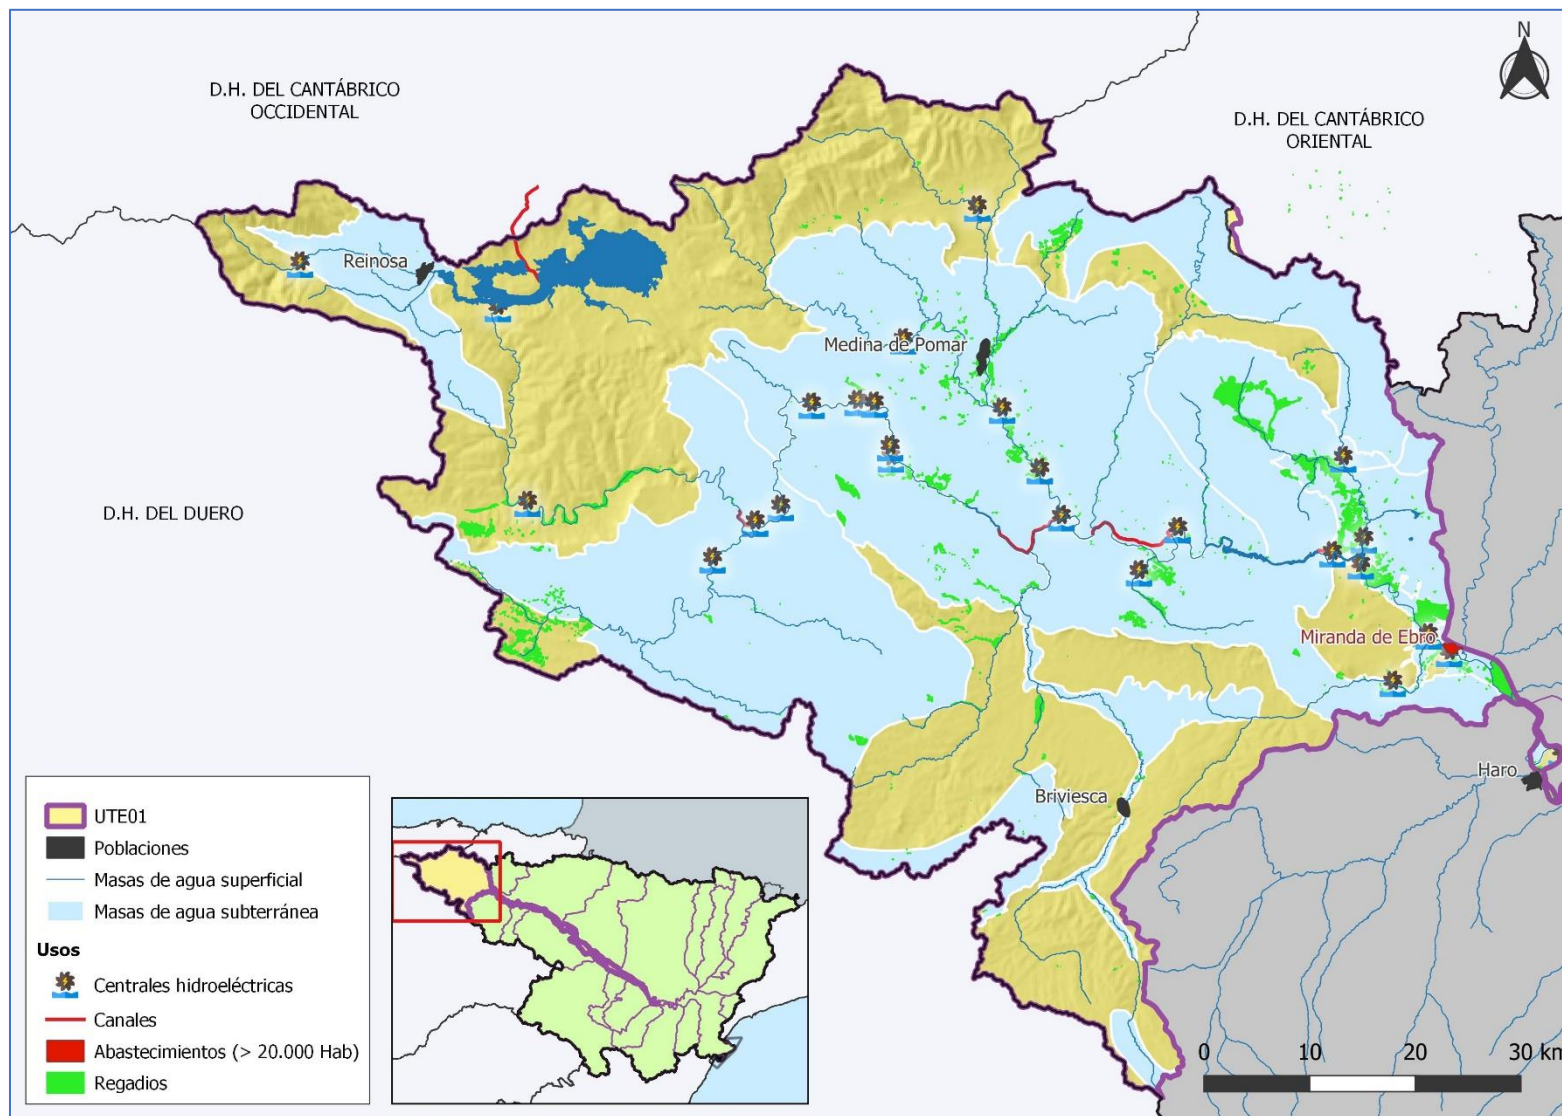 N
D.H. DEL CANTÁBRICO
OCCIDENTAL
D.H. DEL CANTÁBRICO
ORIENTAL
Reinosa
Medina de Pomar
D.H. DEL DUERO
Miranda de Ebro
Haro
Briviesca
UTE01
Poblaciones
Masas de agua superficial
Masas de agua subterránea
Usos
Centrales hidroeléctricas
Canales
Abastecimientos (> 20.000 Hab)
Regadios
0 10 20 30 km